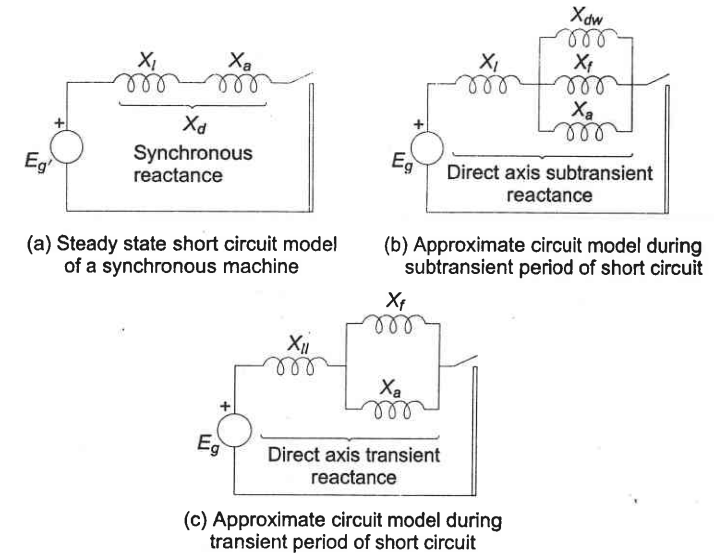 X_l X_a
X_d
Synchronous
reactance
+
E_g'
(a) Steady state short circuit model
of a synchronous machine
X_dw
X_l X_f
X_a
+
E_g
Direct axis subtransient
reactance
(b) Approximate circuit model during
subtransient period of short circuit
X_f
X_ll
X_a
+
E_g
Direct axis transient
reactance
(c) Approximate circuit model during
transient period of short circuit